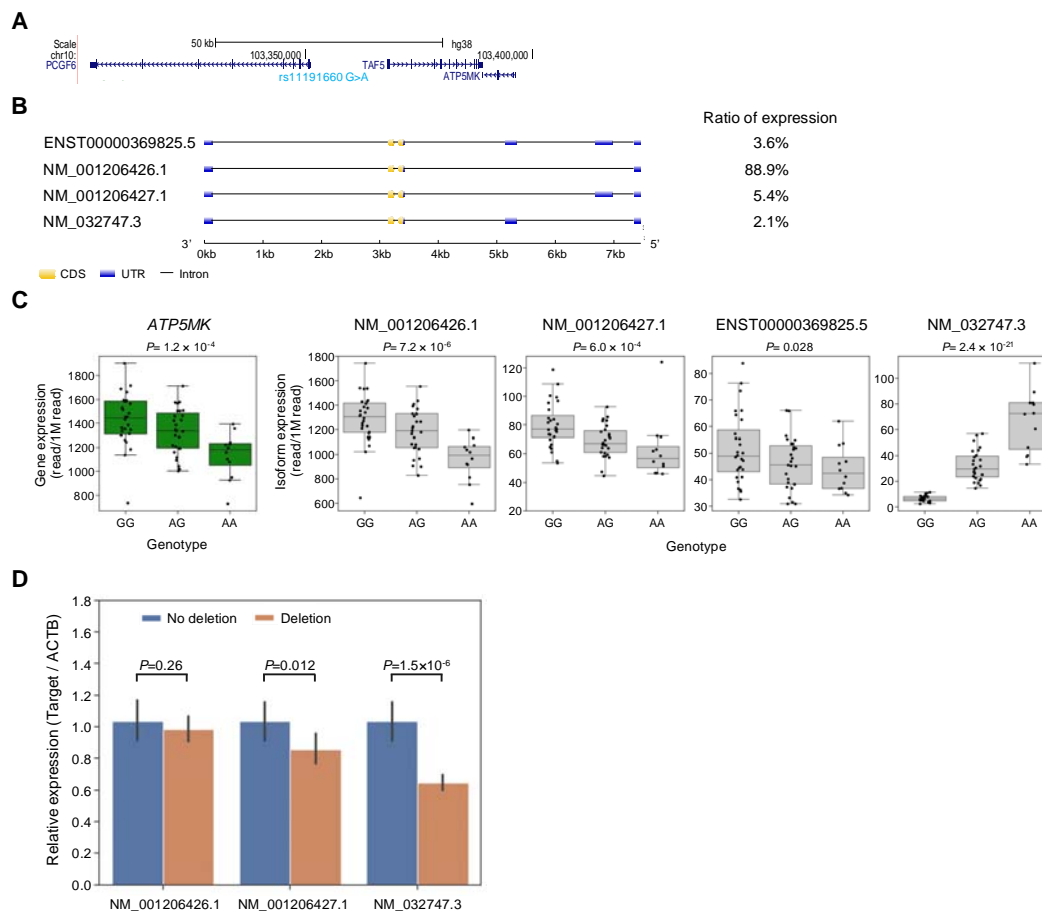 A
Scale
50 kb
hg38
chr10:
103,350,000
103,400,000
PCGF6
TAF5
ATP5MK
rs11191660 G>A
B
Ratio of expression
ENST00000369825.5
3.6%
NM_001206426.1
88.9%
NM_001206427.1
5.4%
NM_032747.3
2.1%
3’
5’
0kb
1kb
2kb
3kb
4kb
5kb
6kb
7kb
CDS
UTR
Intron
C
ATP5MK
P= 1.2 × 10⁻⁴
Gene expression
(read/1M read)
1800
1600
1400
1200
1000
800
GG
AG
AA
Genotype
NM_001206426.1
P= 7.2 × 10⁻⁶
Isoform expression
(read/1M read)
1800
1600
1400
1200
1000
800
600
GG
AG
AA
NM_001206427.1
P= 6.0 × 10⁻⁴
120
100
80
60
40
20
GG
AG
AA
ENST00000369825.5
P= 0.028
80
70
60
50
40
30
GG
AG
AA
NM_032747.3
P= 2.4 × 10⁻²¹
100
80
60
40
20
0
GG
AG
AA
Genotype
D
Relative expression (Target / ACTB)
1.8
1.6
1.4
1.2
1.0
0.8
0.6
0.4
0.2
0.0
No deletion
Deletion
P=0.26
P=0.012
P=1.5×10⁻⁶
NM_001206426.1
NM_001206427.1
NM_032747.3